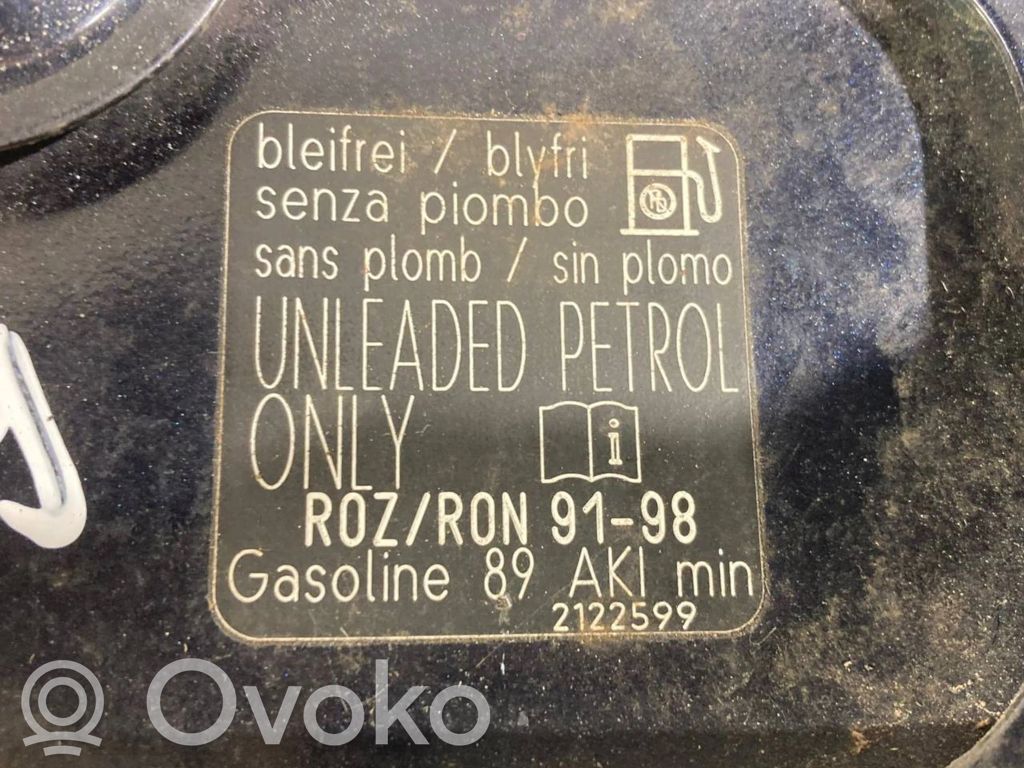 bleifrei / blyfri
senza piombo
sans plomb / sin plomo
UNLEADED PETROL
ONLY
i
ROZ/RON 91-98
Gasoline 89 AKI min
2122599
® Ovoko®